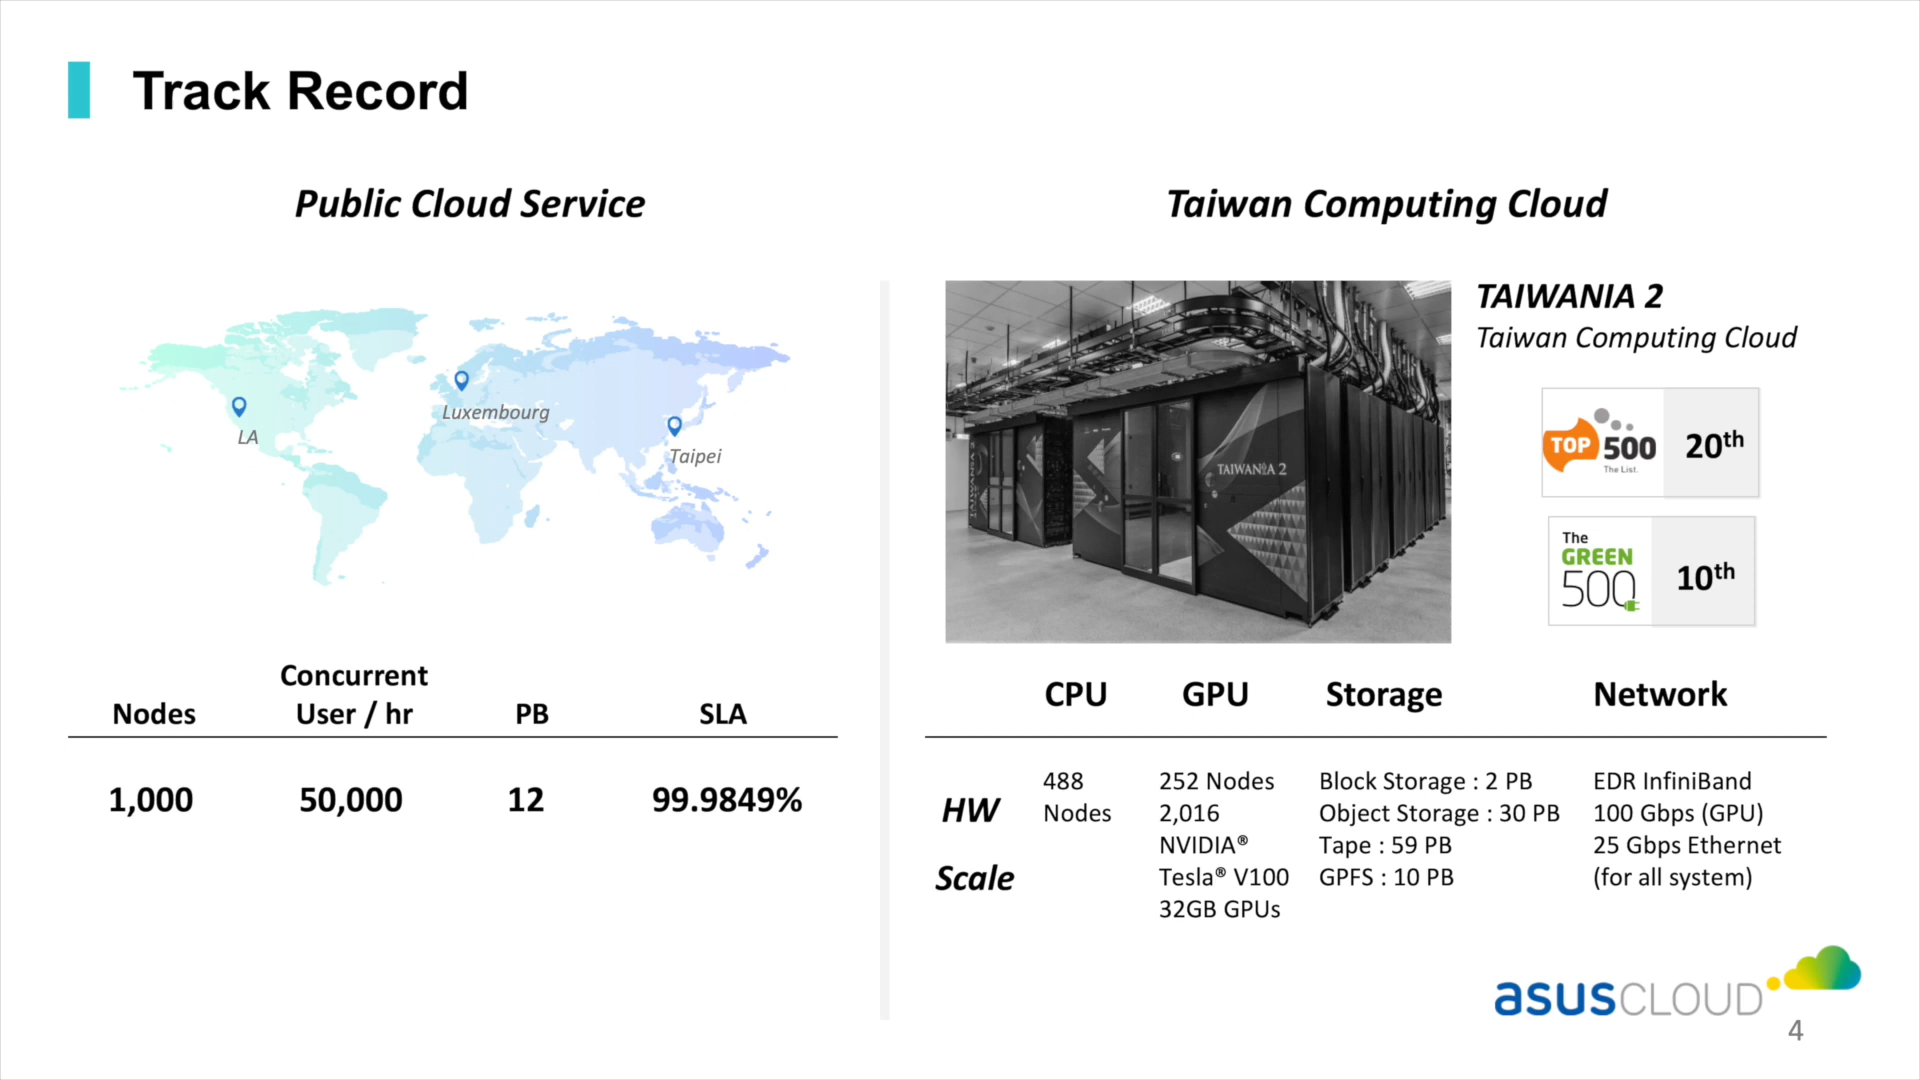 Track Record
Public Cloud Service
LA
Luxembourg
Taipei
Nodes
Concurrent
User / hr
PB
SLA
1,000
50,000
12
99.9849%
Taiwan Computing Cloud
TAIWANIA 2
TAIWANIA 2
Taiwan Computing Cloud
TOP 500
The List.
20th
The
GREEN
500
10th
CPU
GPU
Storage
Network
HW
Scale
488
Nodes
252 Nodes
2,016
NVIDIA®
Tesla® V100
32GB GPUs
Block Storage : 2 PB
Object Storage : 30 PB
Tape : 59 PB
GPFS : 10 PB
EDR InfiniBand
100 Gbps (GPU)
25 Gbps Ethernet
(for all system)
asus CLOUD
4